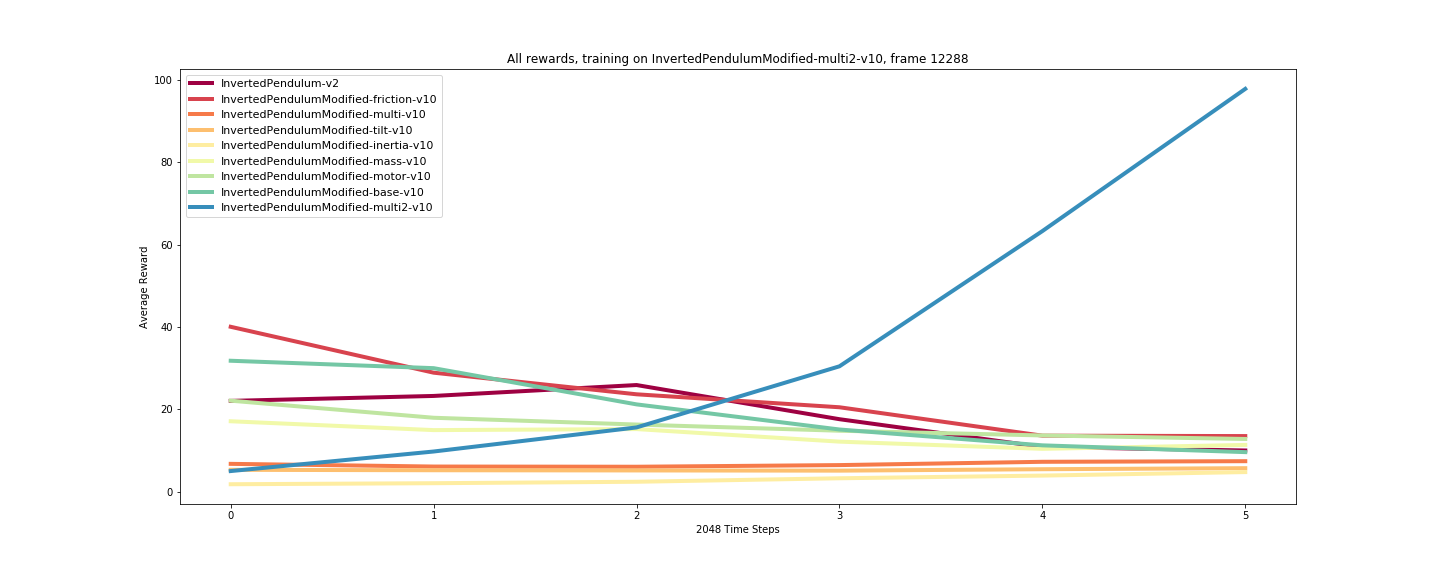 All rewards, training on InvertedPendulumModified-multi2-v10, frame 12288
100
80
60
40
20
0
Average Reward
InvertedPendulum-v2
InvertedPendulumModified-friction-v10
InvertedPendulumModified-multi-v10
InvertedPendulumModified-tilt-v10
InvertedPendulumModified-inertia-v10
InvertedPendulumModified-mass-v10
InvertedPendulumModified-motor-v10
InvertedPendulumModified-base-v10
InvertedPendulumModified-multi2-v10
0 1 2 3 4 5
2048 Time Steps